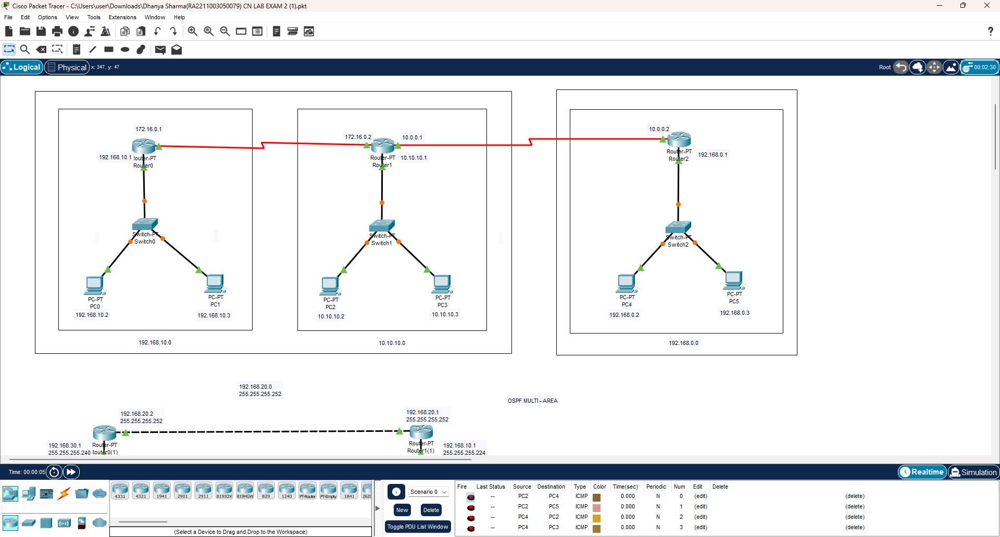 Cisco Packet Tracer - C:\Users\user\Downloads\Dhanya Sharma(RA2211003050079) CN LAB EXAM 2 (1).pkt
File Edit Options View Tools Extensions Window Help
Logical Physical x: 347, y: 47 Root 00:02:30
172.16.0.1
192.168.10.1
Router-PT
Router0
172.16.0.2
10.0.0.1
Router-PT
Router1
10.10.10.1
10.0.0.2
Router-PT
Router2
192.168.0.1
Switch-PT
Switch0
Switch-PT
Switch1
Switch-PT
Switch2
PC-PT
PC0
192.168.10.2
PC-PT
PC1
192.168.10.3
PC-PT
PC2
10.10.10.2
PC-PT
PC3
10.10.10.3
PC-PT
PC4
192.168.0.2
PC-PT
PC5
192.168.0.3
192.168.10.0
10.10.10.0
192.168.0.0
192.168.20.0
255.255.255.252
OSPF MULTI - AREA
192.168.20.2
255.255.255.252
192.168.20.1
255.255.255.252
192.168.30.1
255.255.255.240
Router-PT
Router0(1)
Router-PT
Router1(1)
192.168.10.1
255.255.255.224
Time: 00:00:05 Realtime Simulation
4331 4321 1941 2901 2911 819IOX 819HGW 829 1240 PT-Router PT-Empty 1841 2620
(Select a Device to Drag and Drop to the Workspace)
Scenario 0
New Delete
Toggle PDU List Window
Fire Last Status Source Destination Type Color Time(sec) Periodic Num Edit Delete
-- PC2 PC4 ICMP 0.000 N 0 (edit) (delete)
-- PC2 PC5 ICMP 0.000 N 1 (edit) (delete)
-- PC4 PC2 ICMP 0.000 N 2 (edit) (delete)
-- PC4 PC3 ICMP 0.000 N 3 (edit) (delete)